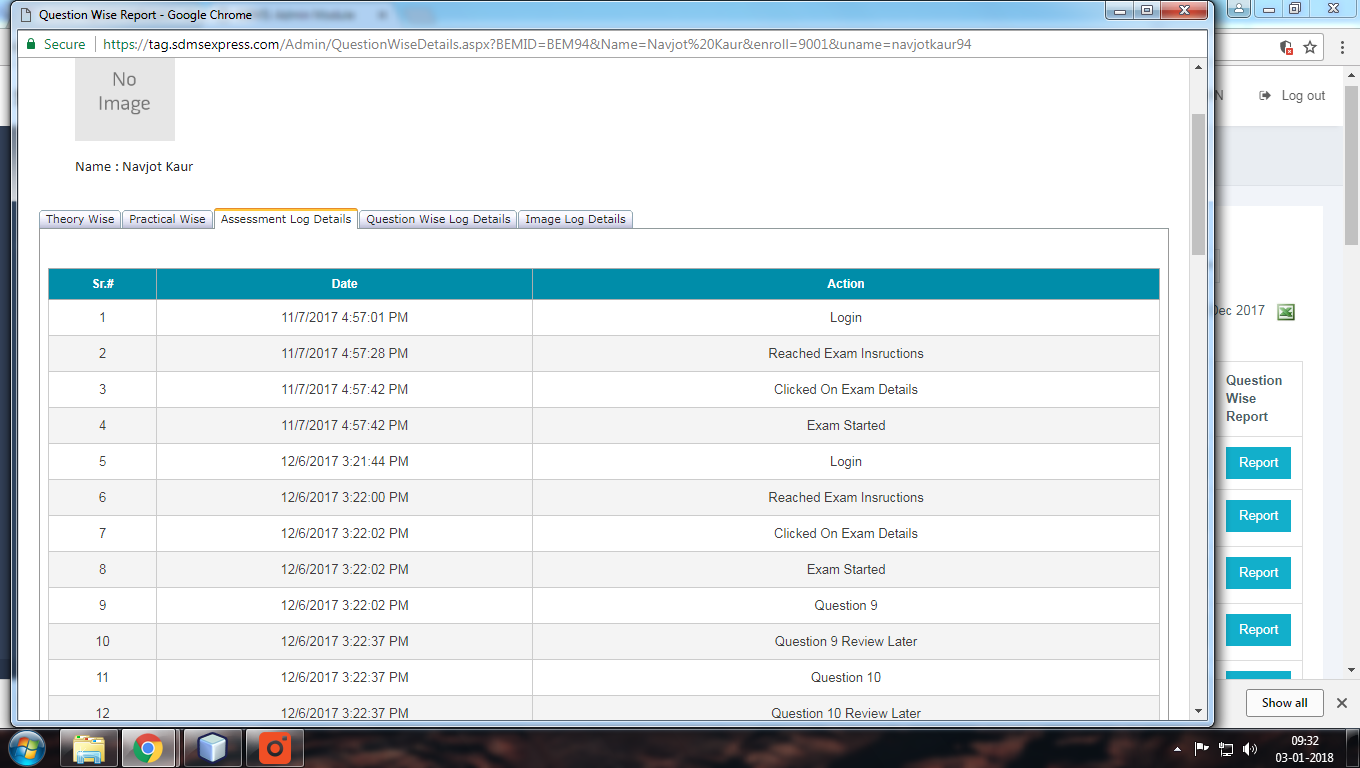 Question Wise Report - Google Chrome
Secure https://tag.sdmsexpress.com/Admin/QuestionWiseDetails.aspx?BEMID=BEM94&Name=Navjot%20Kaur&enroll=9001&uname=navjotkaur94
N Log out
No
Image
Name : Navjot Kaur
Theory Wise Practical Wise Assessment Log Details Question Wise Log Details Image Log Details
Sr.# Date Action
1 11/7/2017 4:57:01 PM Login
2 11/7/2017 4:57:28 PM Reached Exam Insructions
3 11/7/2017 4:57:42 PM Clicked On Exam Details
4 11/7/2017 4:57:42 PM Exam Started
5 12/6/2017 3:21:44 PM Login
6 12/6/2017 3:22:00 PM Reached Exam Insructions
7 12/6/2017 3:22:02 PM Clicked On Exam Details
8 12/6/2017 3:22:02 PM Exam Started
9 12/6/2017 3:22:02 PM Question 9
10 12/6/2017 3:22:37 PM Question 9 Review Later
11 12/6/2017 3:22:37 PM Question 10
12 12/6/2017 3:22:37 PM Question 10 Review Later
Dec 2017
Question
Wise
Report
Report
Report
Report
Report
Show all
09:32
03-01-2018